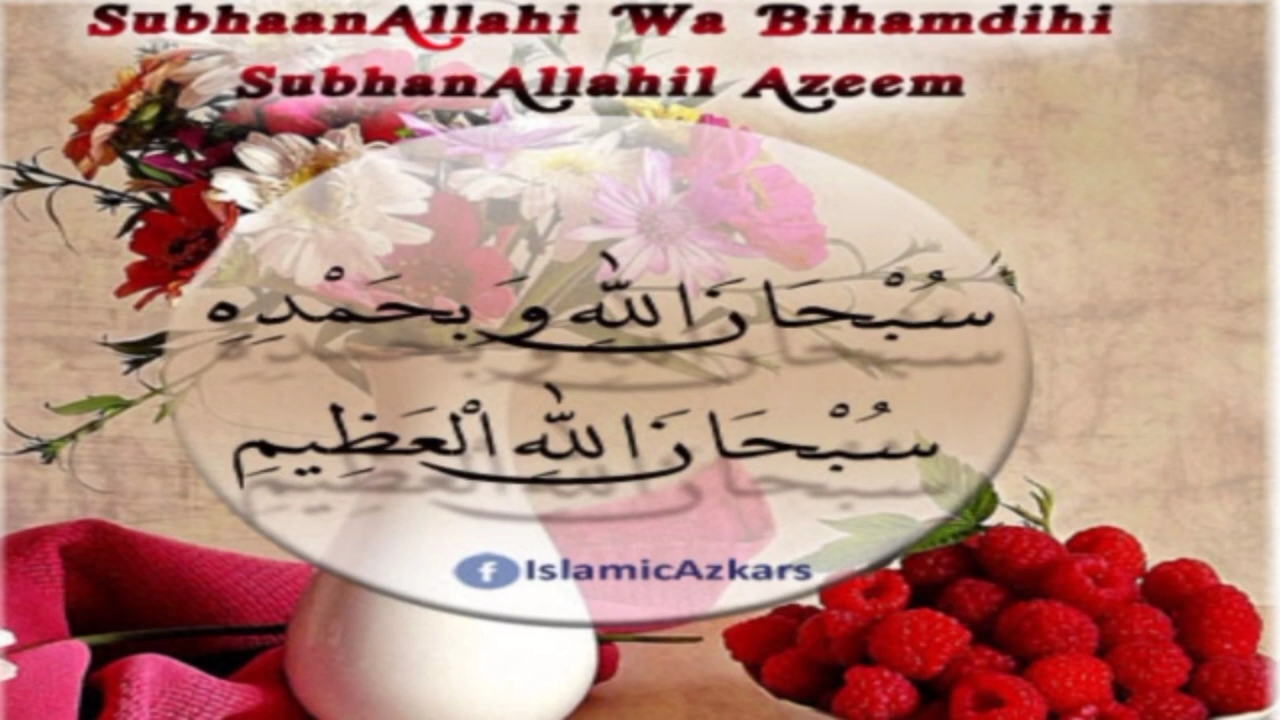 SubhaanAllahi Wa Bihamdihi
SubhanAllahil Azeem
سُبْحَانَ اللّٰهِ وَ بِحَمْدِهِ
سُبْحَانَ اللّٰهِ الْعَظِيمِ
f IslamicAzkars